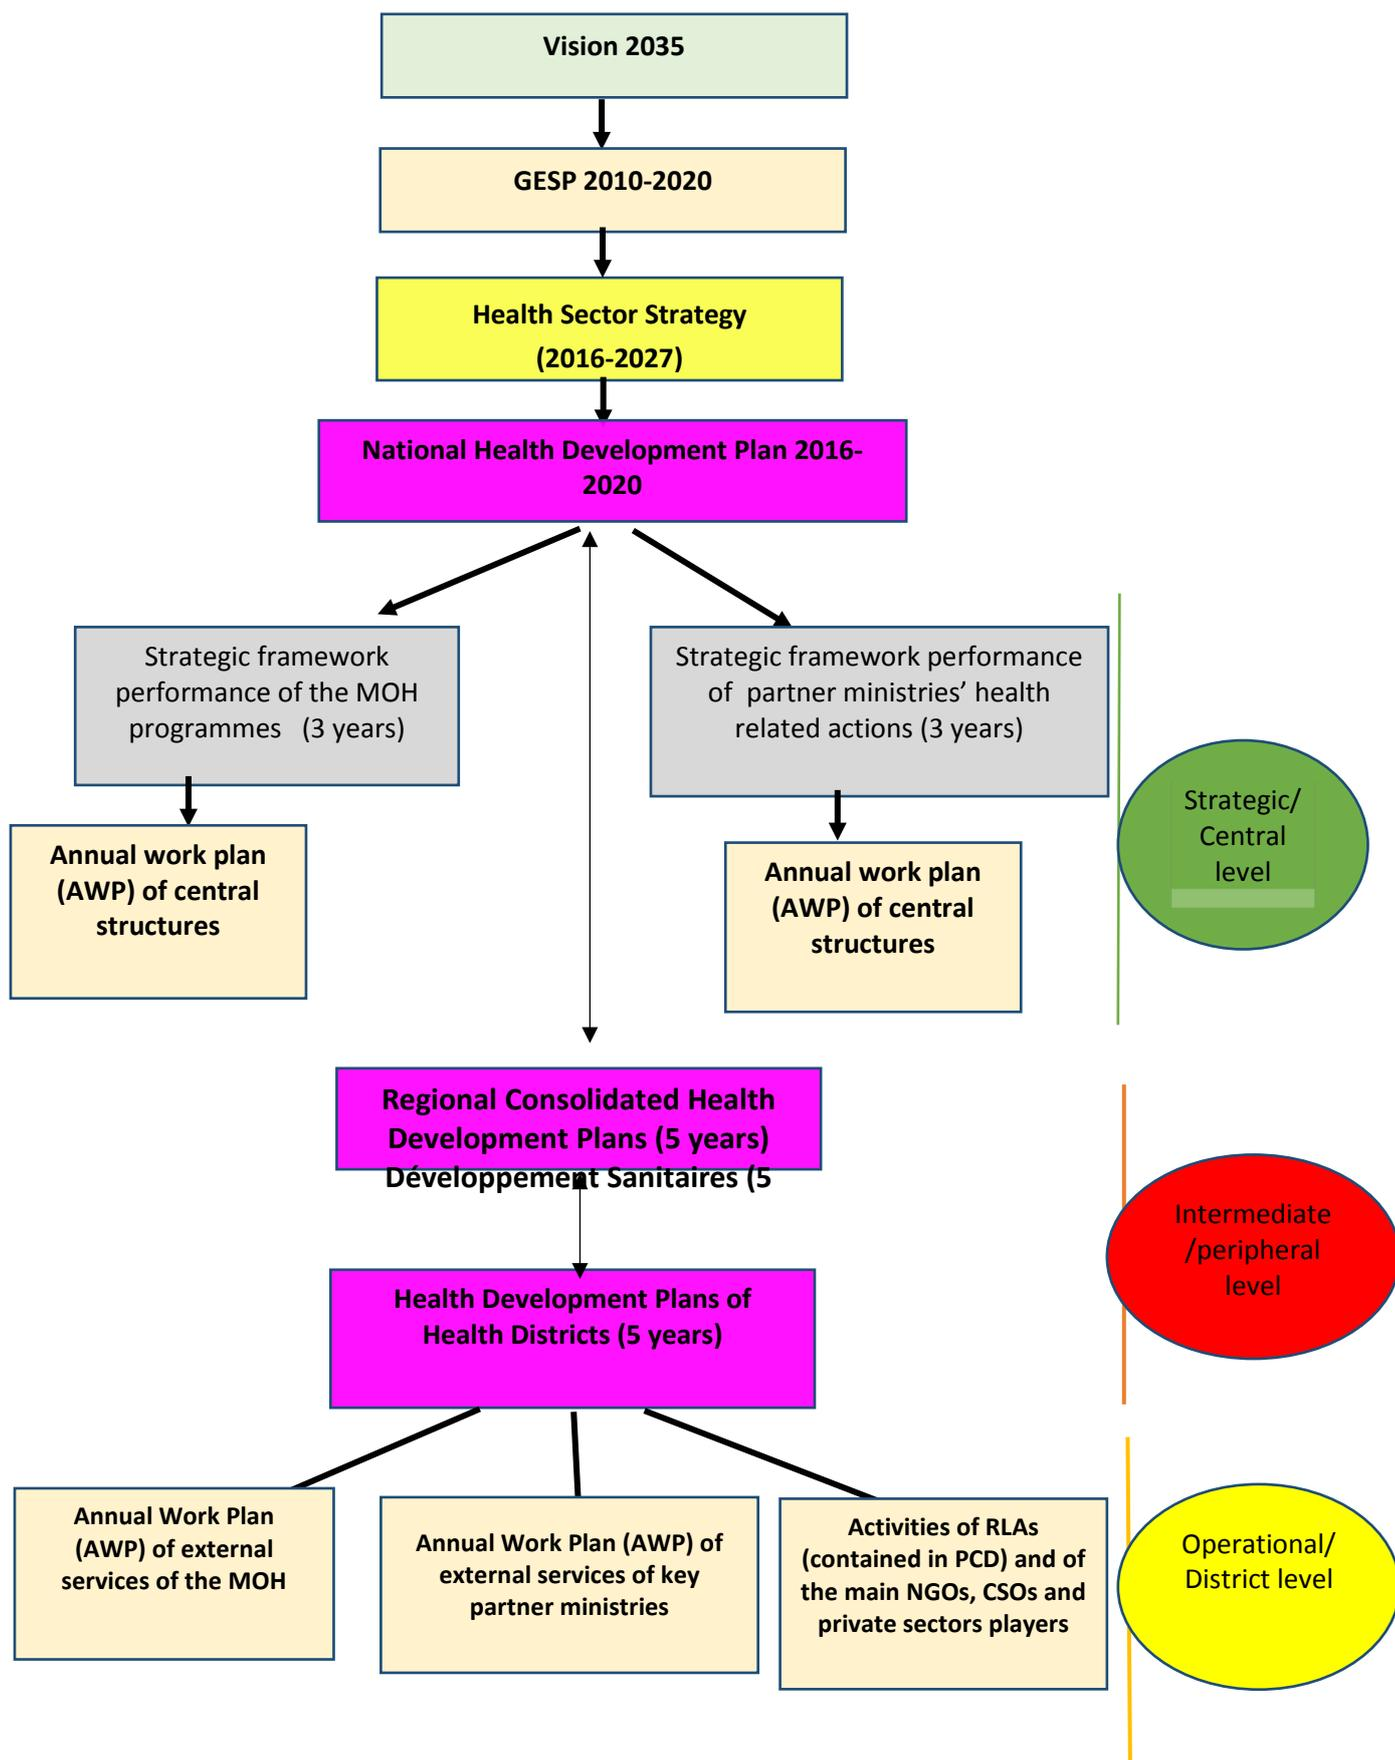 Vision 2035
GESP 2010-2020
Health Sector Strategy
(2016-2027)
National Health Development Plan 2016-
2020
Strategic framework
performance of the MOH
programmes (3 years)
Strategic framework performance
of partner ministries’ health
related actions (3 years)
Strategic/
Central
level
Annual work plan
(AWP) of central
structures
Annual work plan
(AWP) of central
structures
Regional Consolidated Health
Development Plans (5 years)
Développement Sanitaires (5
Intermediate
/peripheral
level
Health Development Plans of
Health Districts (5 years)
Annual Work Plan
(AWP) of external
services of the MOH
Annual Work Plan (AWP) of
external services of key
partner ministries
Activities of RLAs
(contained in PCD) and of
the main NGOs, CSOs and
private sectors players
Operational/
District level